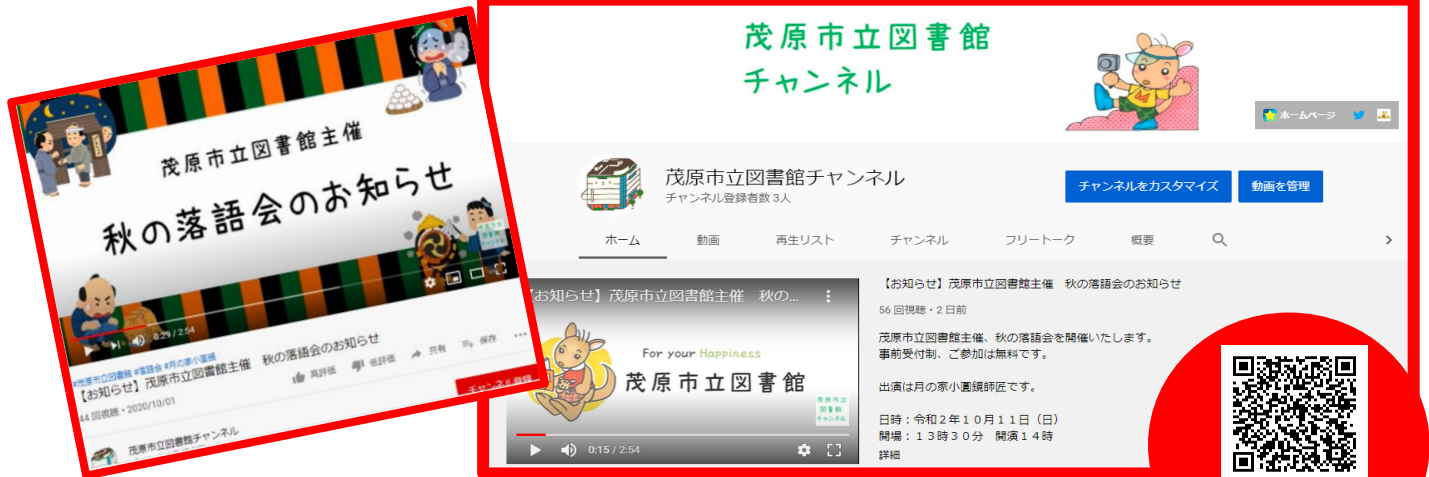 茂原市立図書館主催
秋の落語会のお知らせ
0:29 / 2:54
#茂原市立図書館 #落語会 #月の家小圓鏡
【お知らせ】茂原市立図書館主催　秋の落語会のお知らせ
44 回視聴・2020/10/01
高評価
低評価
共有
保存
チャンネル登録
茂原市立図書館チャンネル
茂原市立図書館
チャンネル
ホームページ
茂原市立図書館チャンネル
チャンネル登録者数 3人
チャンネルをカスタマイズ
動画を管理
ホーム　動画　再生リスト　チャンネル　フリートーク　概要
【お知らせ】茂原市立図書館主催　秋の...
For your Happiness
茂原市立図書館
茂原市立
図書館
チャンネル
0:15 / 2:54
【お知らせ】茂原市立図書館主催　秋の落語会のお知らせ
56 回視聴・2 日前
茂原市立図書館主催、秋の落語会を開催いたします。
事前受付制、ご参加は無料です。
出演は月の家小圓鏡師匠です。
日時：令和２年１０月１１日（日）
開場：１３時３０分　開演１４時
詳細